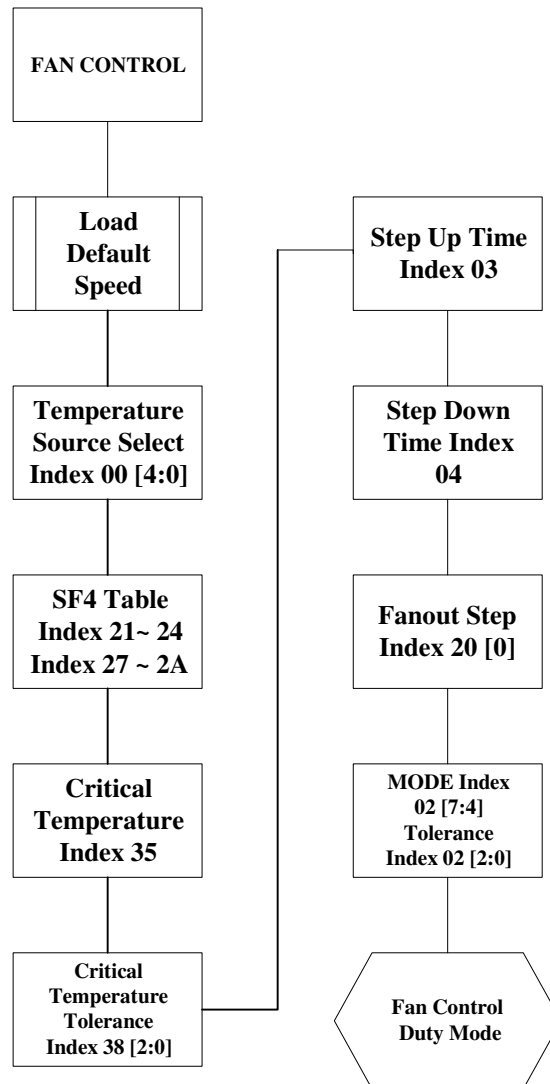 FAN CONTROL
Load
Default
Speed
Temperature
Source Select
Index 00 [4:0]
SF4 Table
Index 21~ 24
Index 27 ~ 2A
Critical
Temperature
Index 35
Critical
Temperature
Tolerance
Index 38 [2:0]
Step Up Time
Index 03
Step Down
Time Index
04
Fanout Step
Index 20 [0]
MODE Index
02 [7:4]
Tolerance
Index 02 [2:0]
Fan Control
Duty Mode